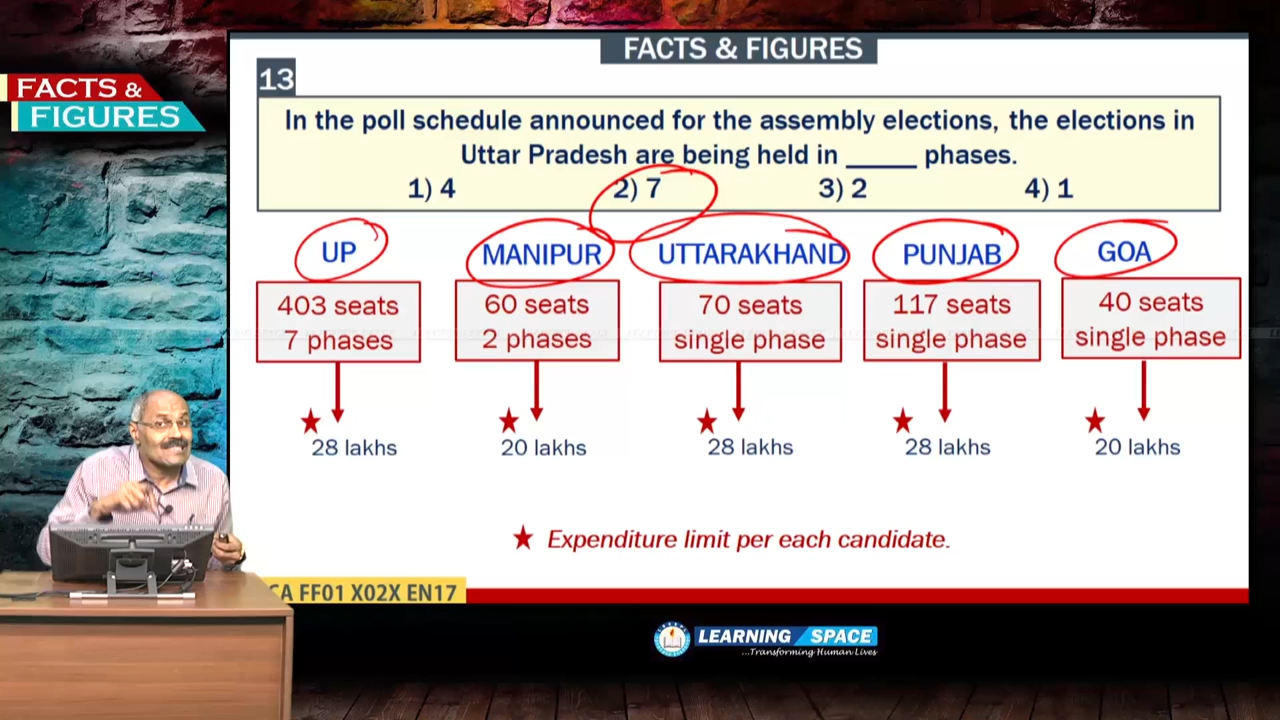 FACTS & FIGURES
FACTS &
FIGURES
13
In the poll schedule announced for the assembly elections, the elections in
Uttar Pradesh are being held in _____ phases.
1) 4 2) 7 3) 2 4) 1
UP MANIPUR UTTARAKHAND PUNJAB GOA
403 seats 60 seats 70 seats 117 seats 40 seats
7 phases 2 phases single phase single phase single phase
★ 28 lakhs ★ 20 lakhs ★ 28 lakhs ★ 28 lakhs ★ 20 lakhs
★ Expenditure limit per each candidate.
CA FF01 X02X EN17
LEARNING SPACE
...Transforming Human Lives